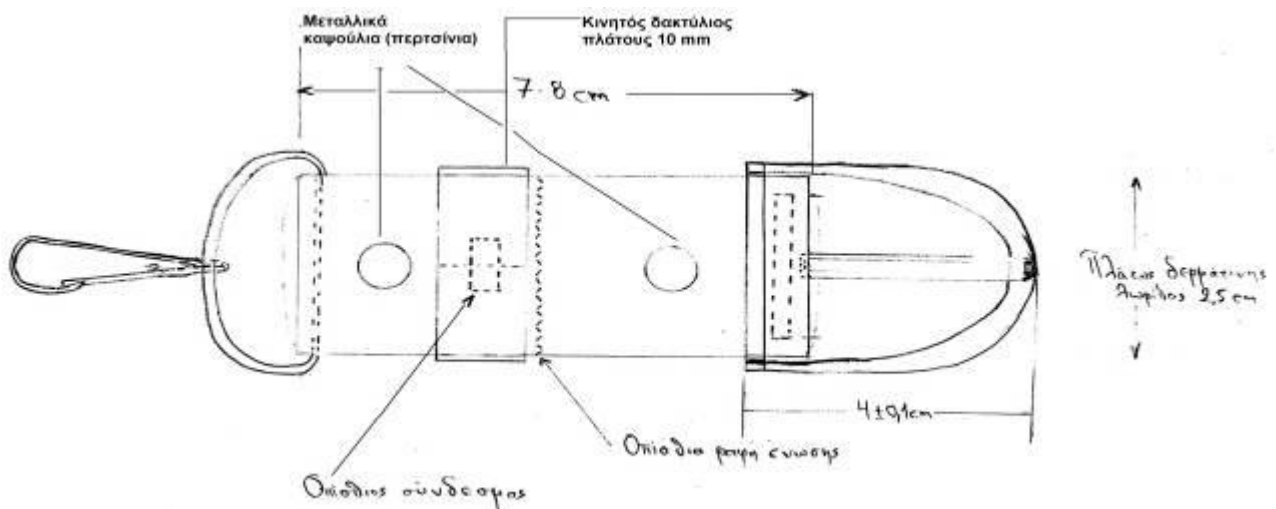 Μεταλλικά
καψούλια (περτσίνια)
Κινητός δακτύλιος
πλάτους 10 mm
7.8 cm
Πλάτος δερμάτινης
λωρίδος 2,5 cm
4±0,1cm
Οπίσθια ραφή ένωσης
Οπίσθιος σύνδεσμος